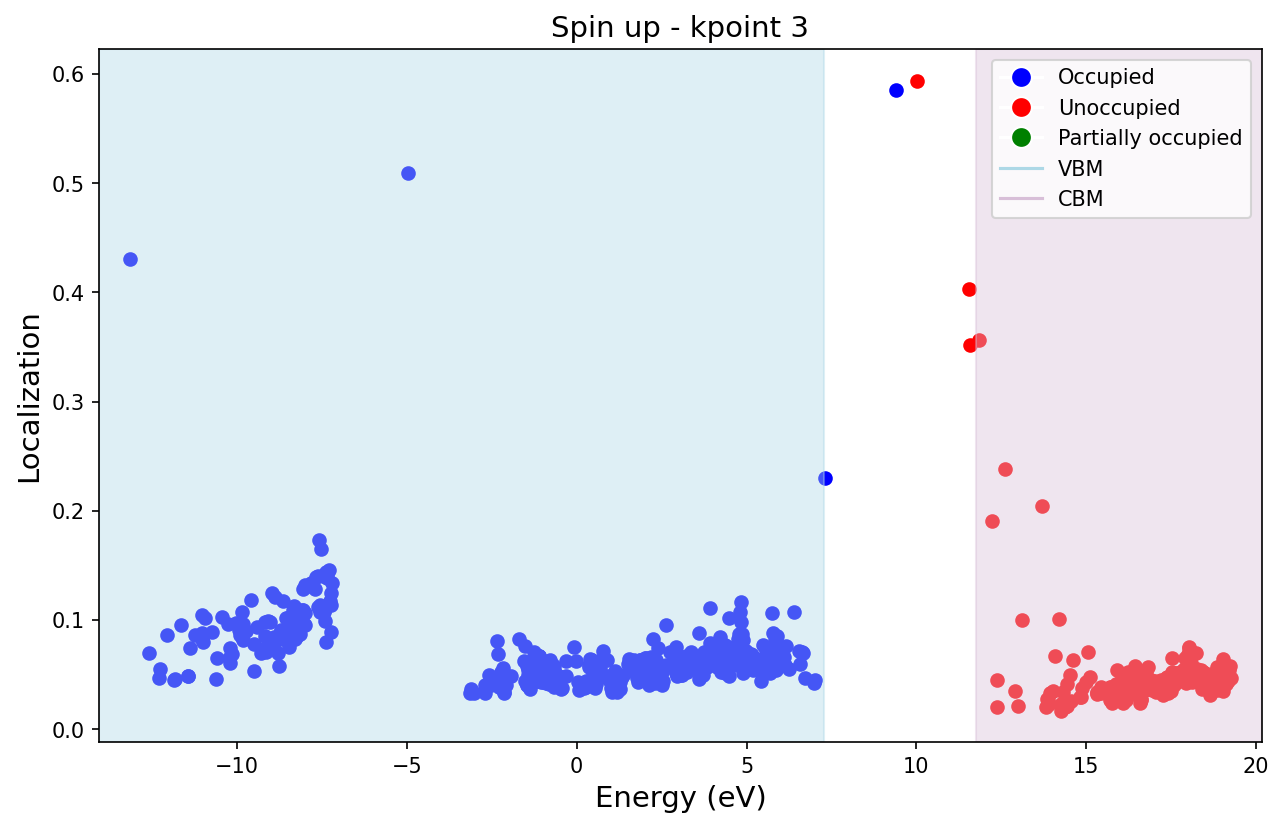 Spin up - kpoint 3
Localization
0.6
0.5
0.4
0.3
0.2
0.1
0.0
Occupied
Unoccupied
Partially occupied
VBM
CBM
−10
−5
0
5
10
15
20
Energy (eV)